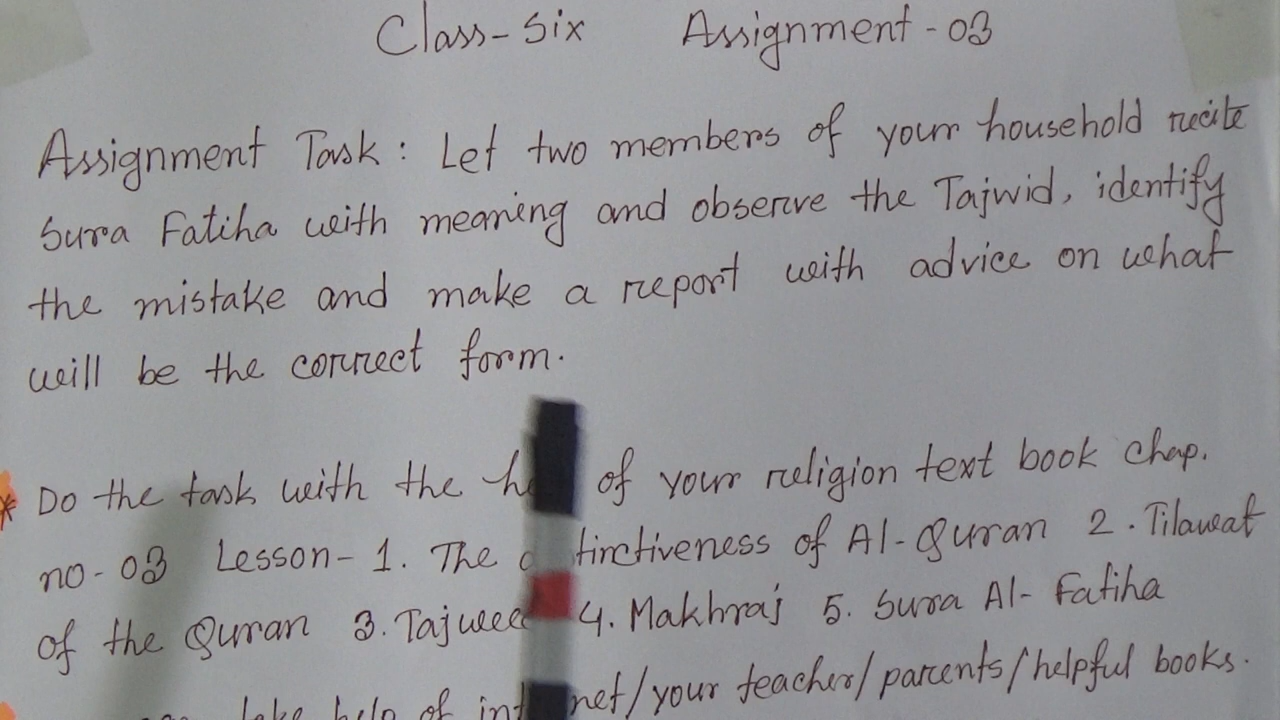 Class-Six Assignment-03
Assignment Task: Let two members of your household recite
Sura Fatiha with meaning and observe the Tajwid, identify
the mistake and make a report with advice on what
will be the correct form.
* Do the task with the of your religion text book chap.
no-03 Lesson-1. The of Al-Quran 2. Tilawat
of the Quran 3. 4. Makhraj 5. Sura Al-Fatiha
take help of /your teacher/parents/helpful books.